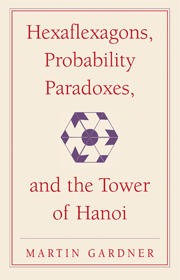 Hexaflexagons,
Probability
Paradoxes,
and the Tower
of Hanoi
MARTIN GARDNER